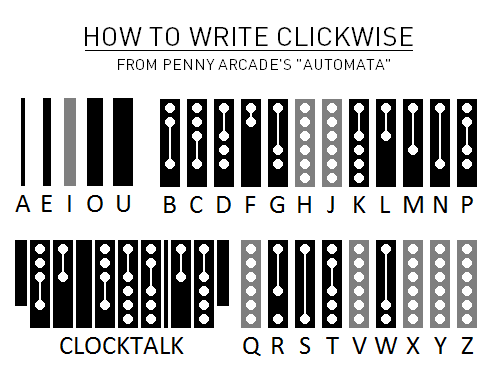 HOW TO WRITE CLICKWISE
FROM PENNY ARCADE'S "AUTOMATA"
A E I O U B C D F G H J K L M N P
CLOCKTALK Q R S T V W X Y Z